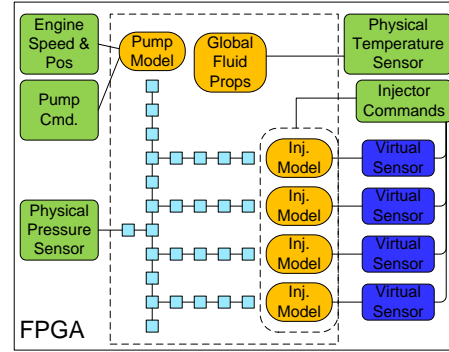 Engine
Speed &
Pos
Pump
Cmd.
Physical
Pressure
Sensor
Pump
Model
Global
Fluid
Props
Physical
Temperature
Sensor
Injector
Commands
Inj.
Model
Virtual
Sensor
Inj.
Model
Virtual
Sensor
Inj.
Model
Virtual
Sensor
Inj.
Model
Virtual
Sensor
FPGA